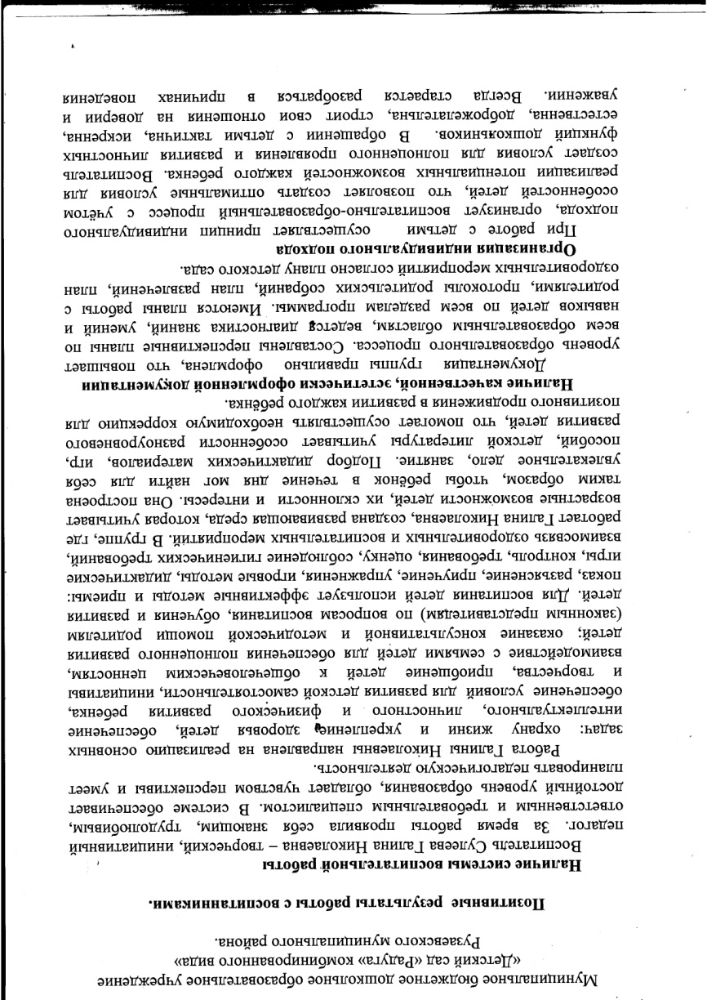 Муниципальное бюджетное дошкольное образовательное учреждение
«Детский сад «Радуга» комбинированного вида»
Рузаевского муниципального района.
Позитивные результаты работы с воспитанниками.
Наличие системы воспитательной работы
Воспитатель Сулеева Галина Николаевна – творческий, инициативный
педагог. За время работы проявила себя знающим, трудолюбивым,
ответственным и требовательным специалистом. В системе обеспечивает
достойный уровень образования, обладает чувством перспективы и умеет
планировать педагогическую деятельность.
Работа Галины Николаевны направлена на реализацию основных
задач: охрану жизни и укрепление здоровья детей, обеспечение
интеллектуального, личностного и физического развития ребенка,
обеспечение условий для развития детской самостоятельности, инициативы
и творчества, приобщение детей к общечеловеческим ценностям,
взаимодействие с семьями детей для обеспечения полноценного развития
детей; оказание консультативной и методической помощи родителям
(законным представителям) по вопросам воспитания, обучения и развития
детей. Для воспитания детей использует эффективные методы и приемы:
показ, разъяснение, приучение, упражнения, игровые методы, дидактические
игры, контроль, требования, оценку, соблюдение гигиенических требований,
взаимосвязь оздоровительных и воспитательных мероприятий. В группе, где
работает Галина Николаевна, создана развивающая среда, которая учитывает
возрастные возможности детей, их склонности и интересы. Она построена
таким образом, чтобы ребёнок в течение дня мог найти для себя
увлекательное дело, занятие. Подбор дидактических материалов, игр,
пособий, детской литературы учитывает особенности разноуровневого
развития детей, что помогает осуществлять необходимую коррекцию для
позитивного продвижения в развитии каждого ребёнка.
Наличие качественной, эстетически оформленной документации
Документация группы правильно оформлена, что повышает
уровень образовательного процесса. Составлены перспективные планы по
всем образовательным областям, ведется диагностика знаний, умений и
навыков детей по всем разделам программы. Имеются планы работы с
родителями, протоколы родительских собраний, план развлечений, план
оздоровительных мероприятий согласно плану детского сада.
Организация индивидуального подхода
При работе с детьми осуществляет принцип индивидуального
подхода, организует воспитательно-образовательный процесс с учётом
особенностей детей, что позволяет создать оптимальные условия для
реализации потенциальных возможностей каждого ребенка. Воспитатель
создает условия для полноценного проявления и развития личностных
функций дошкольников. В обращении с детьми тактична, искренна,
естественна, доброжелательна, строит свои отношения на доверии и
уважении. Всегда старается разобраться в причинах поведения